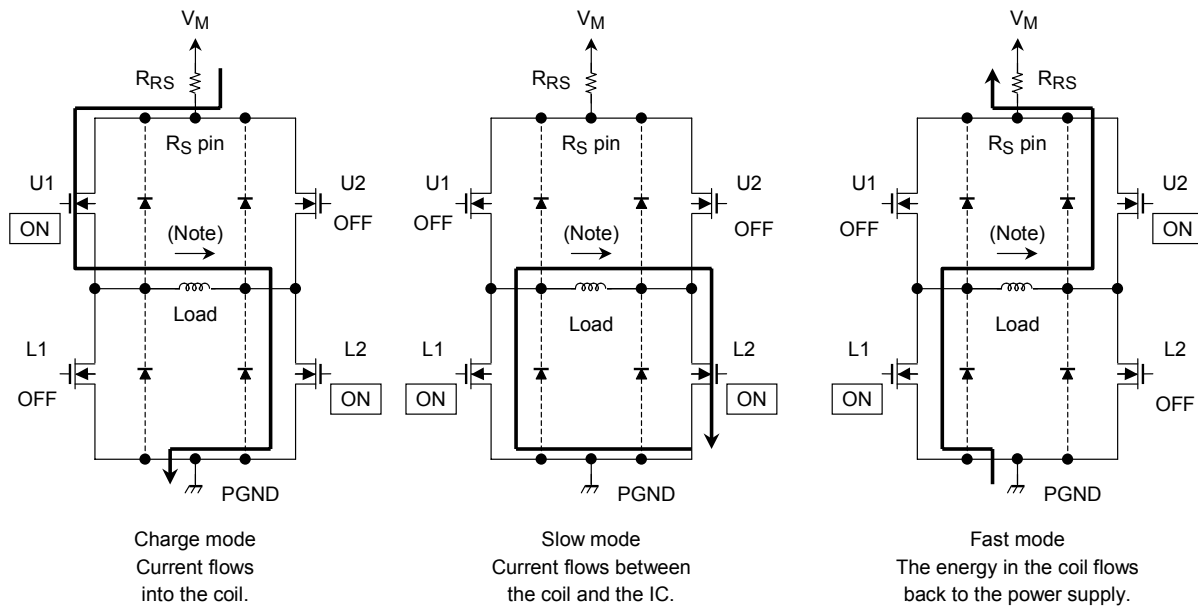 VM
RRS
RS pin
U1
U2
ON
OFF
(Note)
Load
L1
L2
OFF
ON
PGND
Charge mode
Current flows
into the coil.
VM
RRS
RS pin
U1
U2
OFF
OFF
(Note)
Load
L1
L2
ON
ON
PGND
Slow mode
Current flows between
the coil and the IC.
VM
RRS
RS pin
U1
U2
OFF
ON
(Note)
Load
L1
L2
ON
OFF
PGND
Fast mode
The energy in the coil flows
back to the power supply.